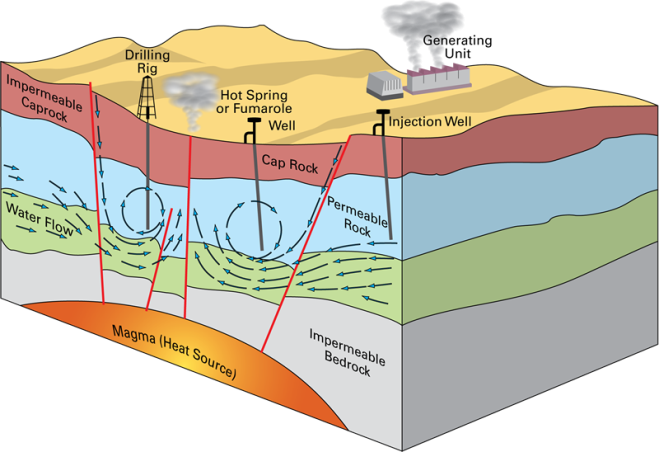 Generating
Unit
Drilling
Rig
Impermeable
Caprock
Hot Spring
or Fumarole
Well
Injection Well
Cap Rock
Permeable
Rock
Water Flow
Magma (Heat Source)
Impermeable
Bedrock